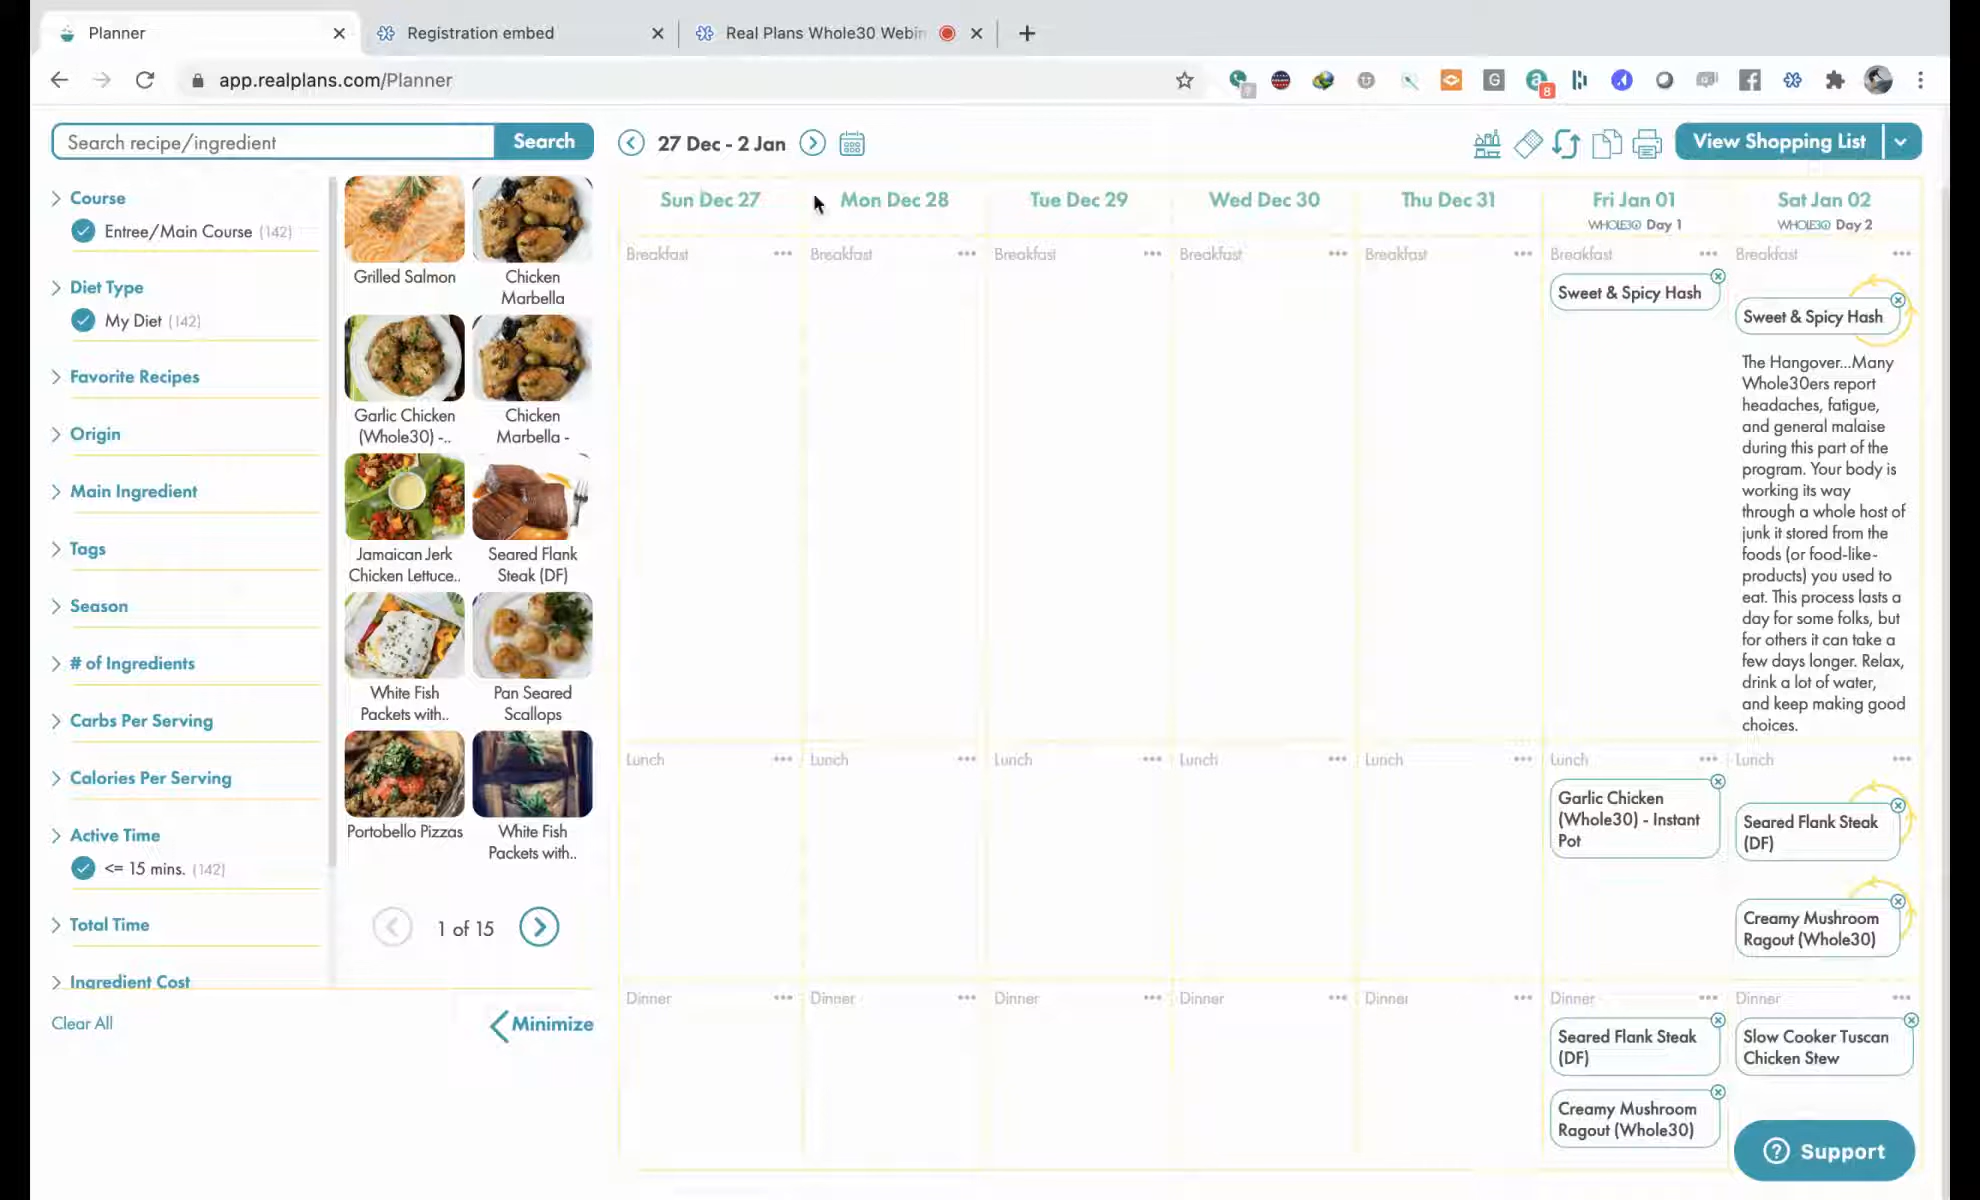 Planner
Registration embed
Real Plans Whole30 Webin
app.realplans.com/Planner
8
Search recipe/ingredient
Search
27 Dec - 2 Jan
View Shopping List
Course
Entree/Main Course (142)
Diet Type
My Diet (142)
Favorite Recipes
Origin
Main Ingredient
Tags
Season
# of Ingredients
Carbs Per Serving
Calories Per Serving
Active Time
<= 15 mins. (142)
Total Time
Ingredient Cost
Clear All
Minimize
Grilled Salmon
Chicken
Marbella
Garlic Chicken
(Whole30) -..
Chicken
Marbella -
Jamaican Jerk
Chicken Lettuce..
Seared Flank
Steak (DF)
White Fish
Packets with..
Pan Seared
Scallops
Portobello Pizzas
White Fish
Packets with..
1 of 15
Sun Dec 27
Mon Dec 28
Tue Dec 29
Wed Dec 30
Thu Dec 31
Fri Jan 01
WHOLE30 Day 1
Sat Jan 02
WHOLE30 Day 2
Breakfast
Breakfast
Breakfast
Breakfast
Breakfast
Breakfast
Breakfast
Sweet & Spicy Hash
Sweet & Spicy Hash
The Hangover...Many
Whole30ers report
headaches, fatigue,
and general malaise
during this part of the
program. Your body is
working its way
through a whole host of
junk it stored from the
foods (or food-like-
products) you used to
eat. This process lasts a
day for some folks, but
for others it can take a
few days longer. Relax,
drink a lot of water,
and keep making good
choices.
Lunch
Lunch
Lunch
Lunch
Lunch
Lunch
Lunch
Garlic Chicken
(Whole30) - Instant
Pot
Seared Flank Steak
(DF)
Creamy Mushroom
Ragout (Whole30)
Dinner
Dinner
Dinner
Dinner
Dinner
Dinner
Dinner
Seared Flank Steak
(DF)
Creamy Mushroom
Ragout (Whole30)
Slow Cooker Tuscan
Chicken Stew
Support